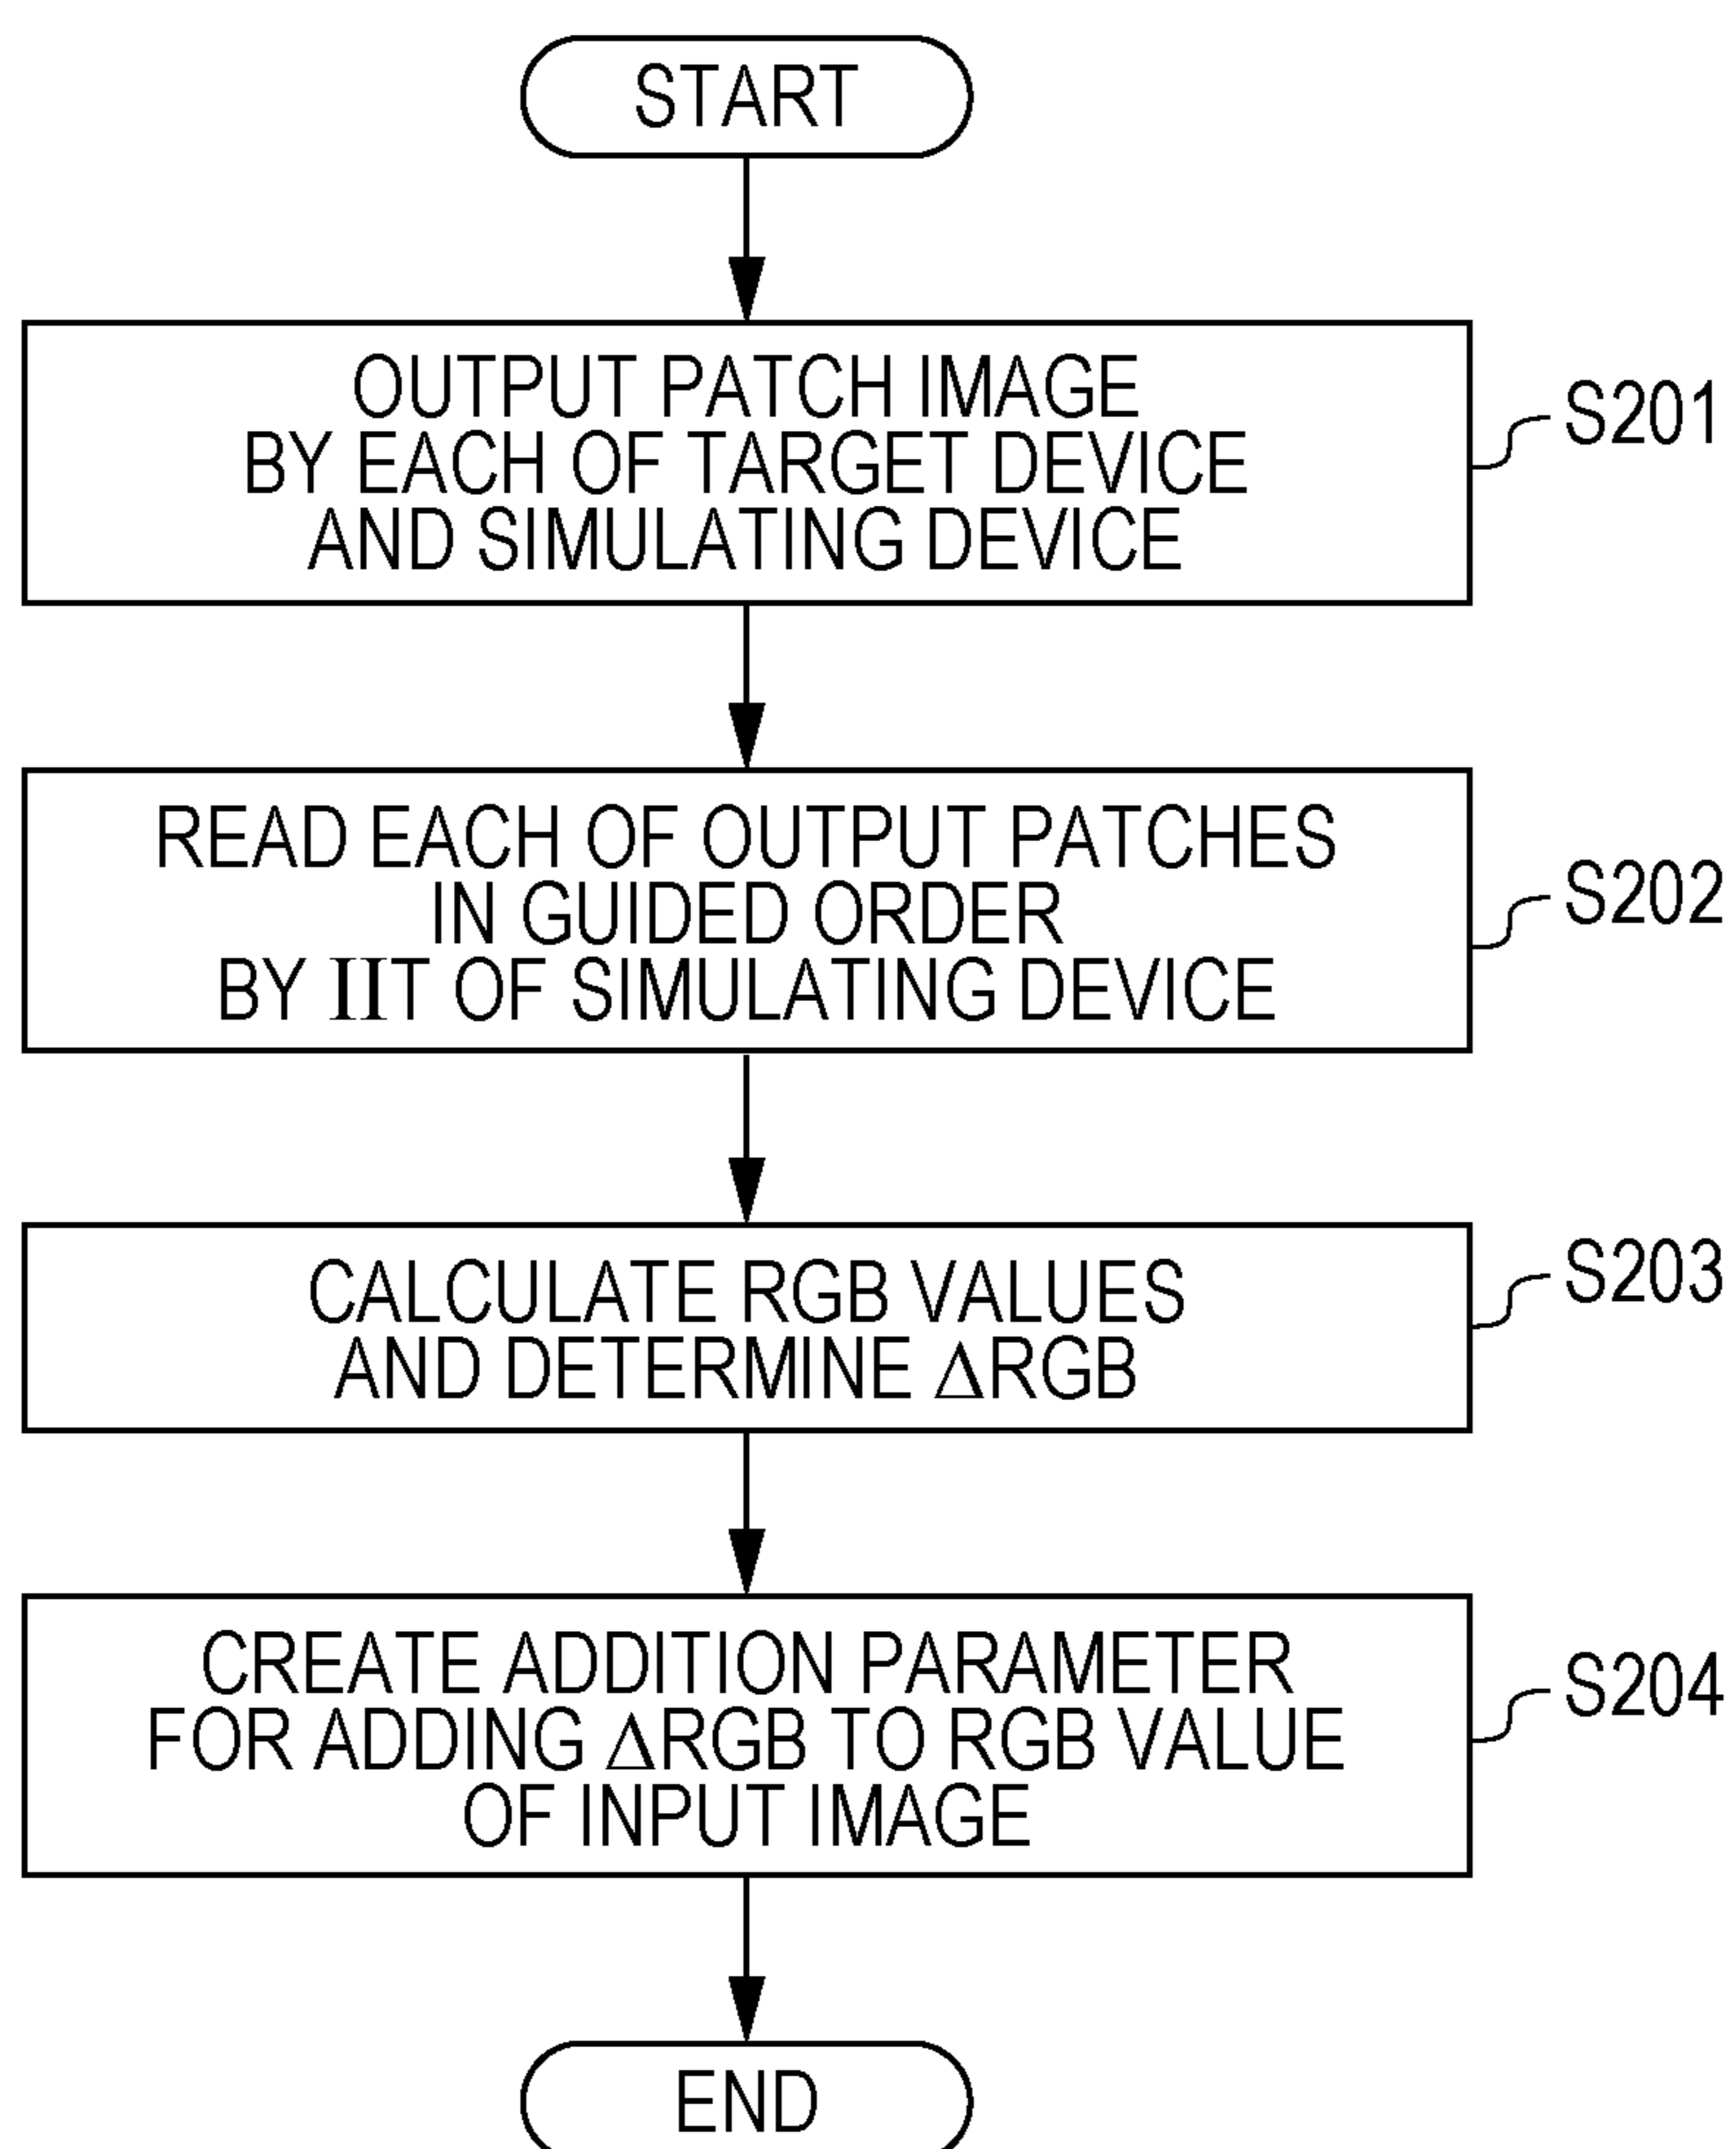 START
OUTPUT PATCH IMAGE
BY EACH OF TARGET DEVICE
AND SIMULATING DEVICE
S201
READ EACH OF OUTPUT PATCHES
IN GUIDED ORDER
BY IIT OF SIMULATING DEVICE
S202
CALCULATE RGB VALUES
AND DETERMINE ΔRGB
S203
CREATE ADDITION PARAMETER
FOR ADDING ΔRGB TO RGB VALUE
OF INPUT IMAGE
S204
END